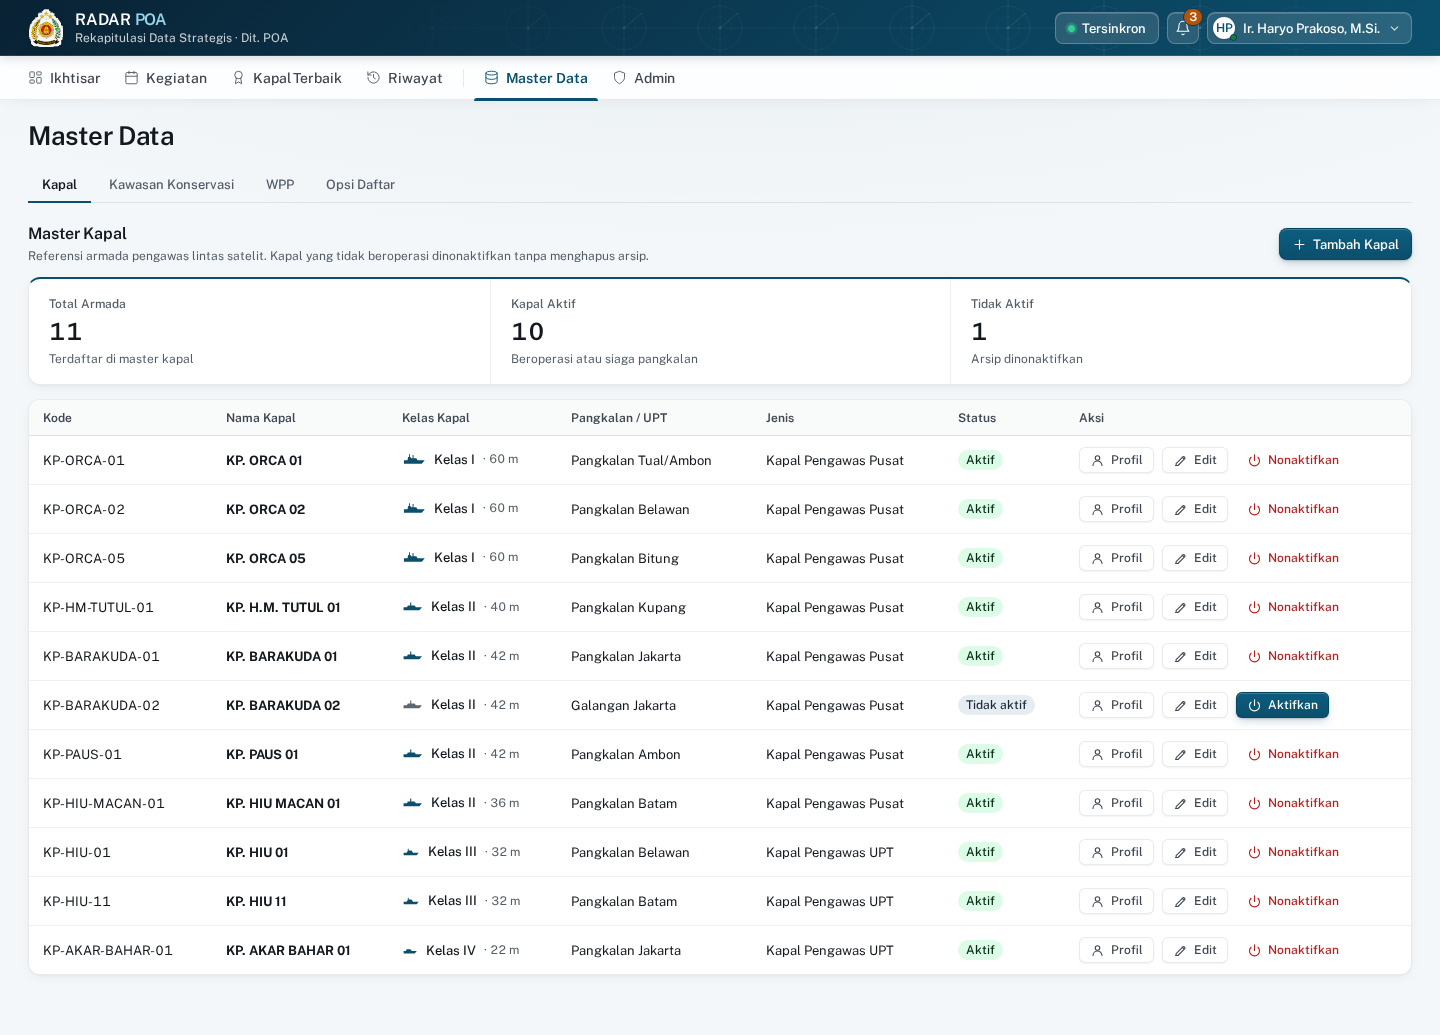 RADAR POA
Rekapitulasi Data Strategis · Dit. POA
Tersinkron
3
HP
Ir. Haryo Prakoso, M.Si.
Ikhtisar
Kegiatan
Kapal Terbaik
Riwayat
Master Data
Admin
Master Data
Kapal
Kawasan Konservasi
WPP
Opsi Daftar
Master Kapal
Referensi armada pengawas lintas satelit. Kapal yang tidak beroperasi dinonaktifkan tanpa menghapus arsip.
Tambah Kapal
Total Armada
11
Terdaftar di master kapal
Kapal Aktif
10
Beroperasi atau siaga pangkalan
Tidak Aktif
1
Arsip dinonaktifkan
Kode Nama Kapal Kelas Kapal Pangkalan / UPT Jenis Status Aksi
KP-ORCA-01 KP. ORCA 01 Kelas I · 60 m Pangkalan Tual/Ambon Kapal Pengawas Pusat Aktif Profil Edit Nonaktifkan
KP-ORCA-02 KP. ORCA 02 Kelas I · 60 m Pangkalan Belawan Kapal Pengawas Pusat Aktif Profil Edit Nonaktifkan
KP-ORCA-05 KP. ORCA 05 Kelas I · 60 m Pangkalan Bitung Kapal Pengawas Pusat Aktif Profil Edit Nonaktifkan
KP-HM-TUTUL-01 KP. H.M. TUTUL 01 Kelas II · 40 m Pangkalan Kupang Kapal Pengawas Pusat Aktif Profil Edit Nonaktifkan
KP-BARAKUDA-01 KP. BARAKUDA 01 Kelas II · 42 m Pangkalan Jakarta Kapal Pengawas Pusat Aktif Profil Edit Nonaktifkan
KP-BARAKUDA-02 KP. BARAKUDA 02 Kelas II · 42 m Galangan Jakarta Kapal Pengawas Pusat Tidak aktif Profil Edit Aktifkan
KP-PAUS-01 KP. PAUS 01 Kelas II · 42 m Pangkalan Ambon Kapal Pengawas Pusat Aktif Profil Edit Nonaktifkan
KP-HIU-MACAN-01 KP. HIU MACAN 01 Kelas II · 36 m Pangkalan Batam Kapal Pengawas Pusat Aktif Profil Edit Nonaktifkan
KP-HIU-01 KP. HIU 01 Kelas III · 32 m Pangkalan Belawan Kapal Pengawas UPT Aktif Profil Edit Nonaktifkan
KP-HIU-11 KP. HIU 11 Kelas III · 32 m Pangkalan Batam Kapal Pengawas UPT Aktif Profil Edit Nonaktifkan
KP-AKAR-BAHAR-01 KP. AKAR BAHAR 01 Kelas IV · 22 m Pangkalan Jakarta Kapal Pengawas UPT Aktif Profil Edit Nonaktifkan